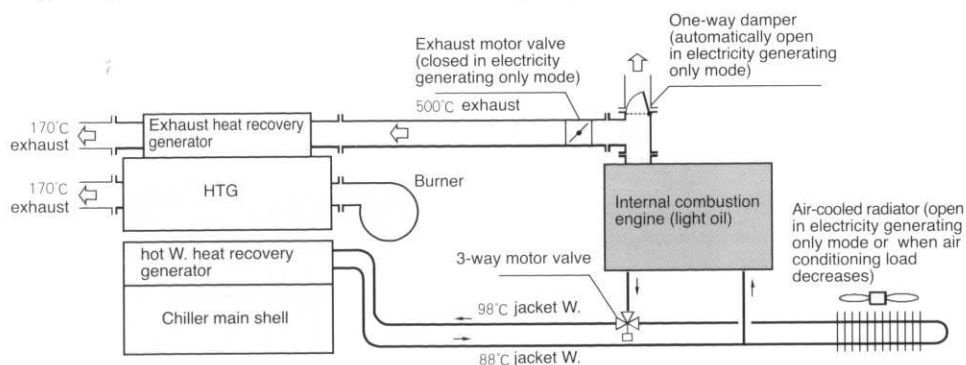 One-way damper
(automatically open
in electricity generating
only mode)
Exhaust motor valve
(closed in electricity
generating only mode)
500°C exhaust
170°C
exhaust
Exhaust heat recovery
generator
170°C
exhaust
HTG
Burner
Internal combustion
engine (light oil)
Air-cooled radiator (open
in electricity generating
only mode or when air
conditioning load
decreases)
hot W. heat recovery
generator
3-way motor valve
Chiller main shell
98°C jacket W.
88°C jacket W.